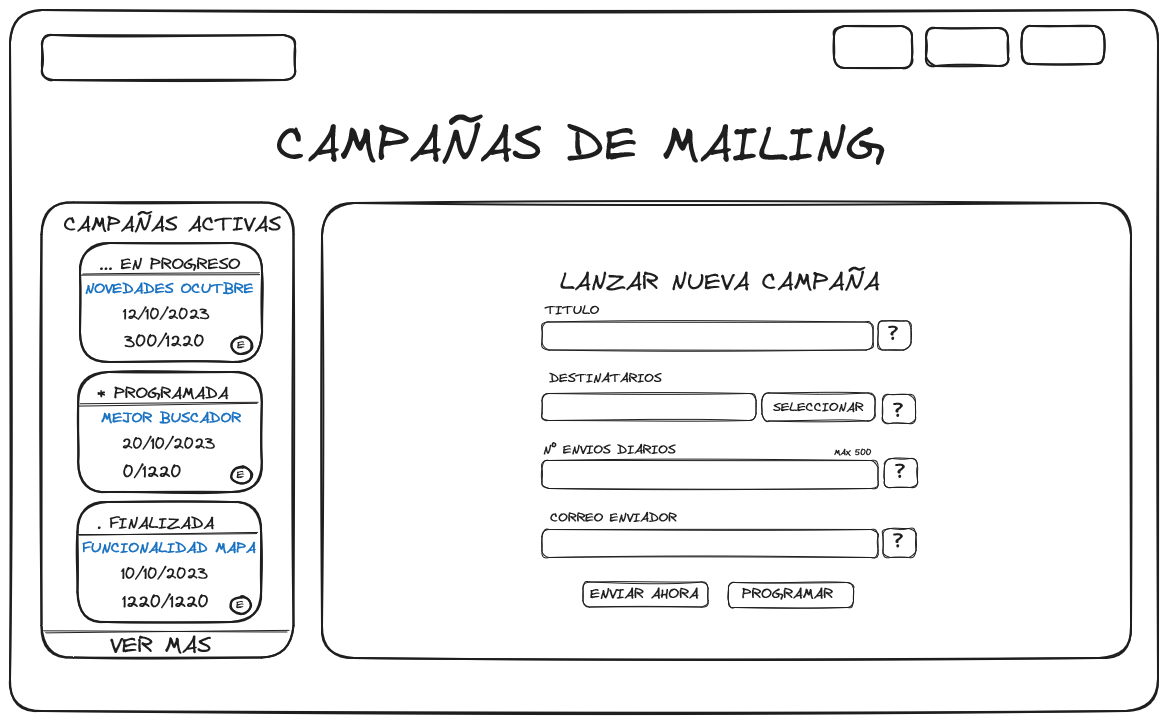 CAMPAÑAS DE MAILING
CAMPAÑAS ACTIVAS
... EN PROGRESO
NOVEDADES OCUTBRE
12/10/2023
300/1220
E
* PROGRAMADA
MEJOR BUSCADOR
20/10/2023
0/1220
E
. FINALIZADA
FUNCIONALIDAD MAPA
10/10/2023
1220/1220
E
VER MAS
LANZAR NUEVA CAMPAÑA
TITULO
?
DESTINATARIOS
SELECCIONAR
?
Nº ENVIOS DIARIOS
MAX 500
?
CORREO ENVIADOR
?
ENVIAR AHORA
PROGRAMAR